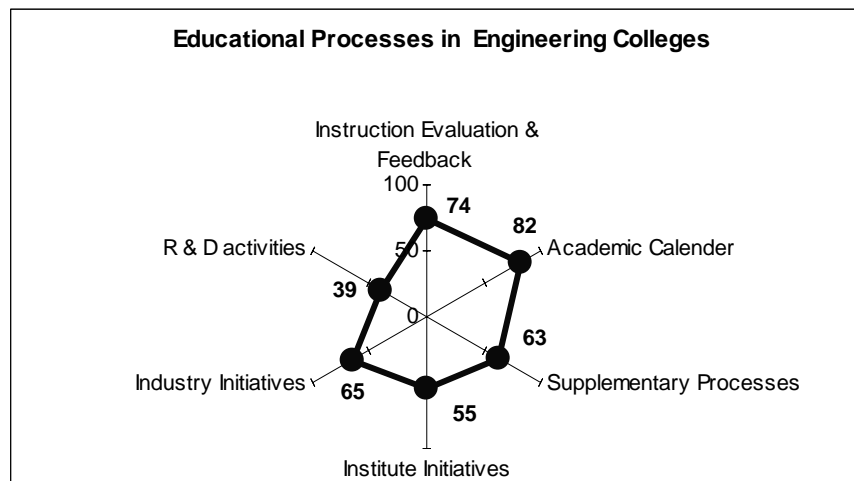 Educational Processes in Engineering Colleges
Instruction Evaluation &
Feedback
100
74
82
R & D activities
50
Academic Calender
39
0
63
Industry Initiatives
65
55
Supplementary Processes
Institute Initiatives